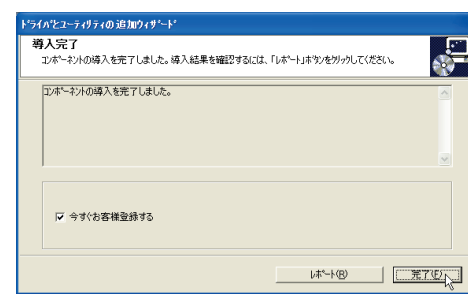 ﾄﾞﾗｲﾊﾞとﾕｰﾃｨﾘﾃｨの追加ｳｨｻﾞｰﾄﾞ
導入完了
ｺﾝﾎﾟｰﾈﾝﾄの導入を完了しました。導入結果を確認するには、「ﾚﾎﾟｰﾄ」ﾎﾞﾀﾝをｸﾘｯｸしてください。
ｺﾝﾎﾟｰﾈﾝﾄの導入を完了しました。
今すぐお客様登録する
ﾚﾎﾟｰﾄ(R)
完了(F)